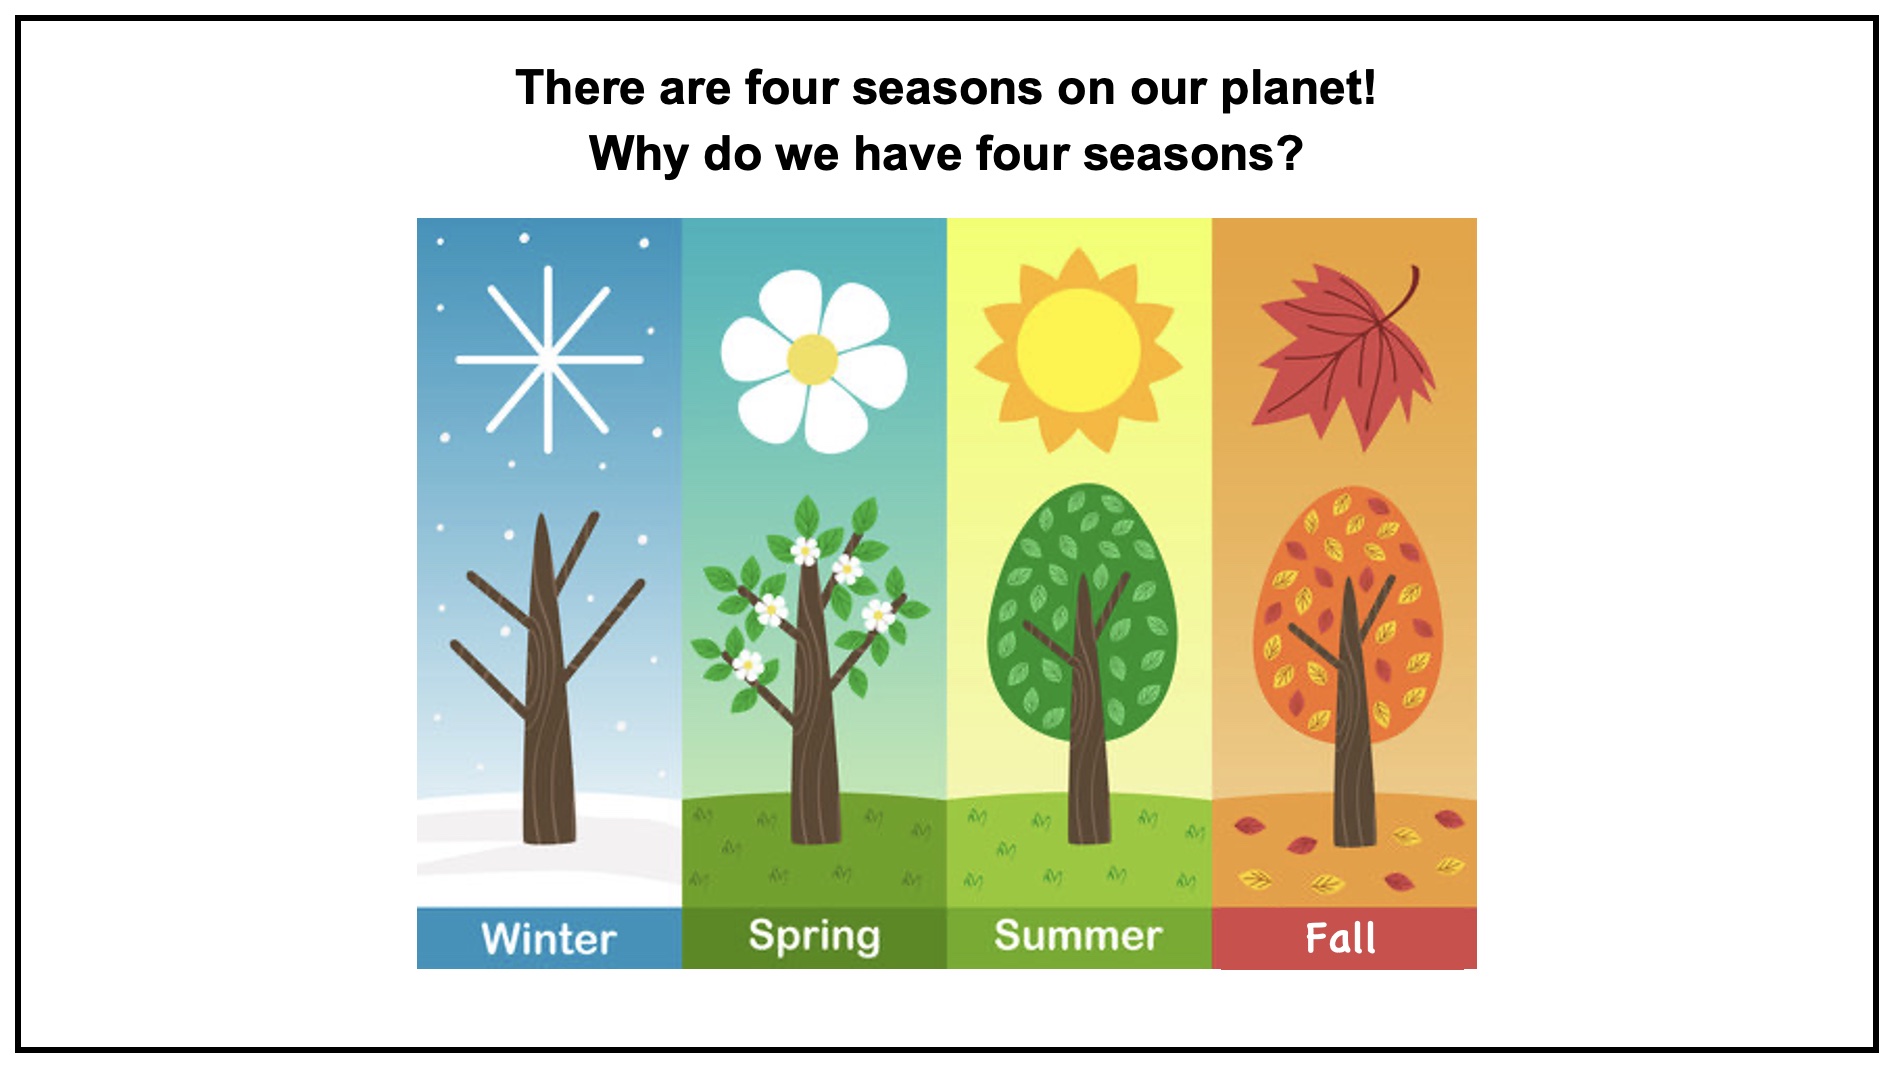 There are four seasons on our planet!
Why do we have four seasons?
Winter
Spring
Summer
Fall